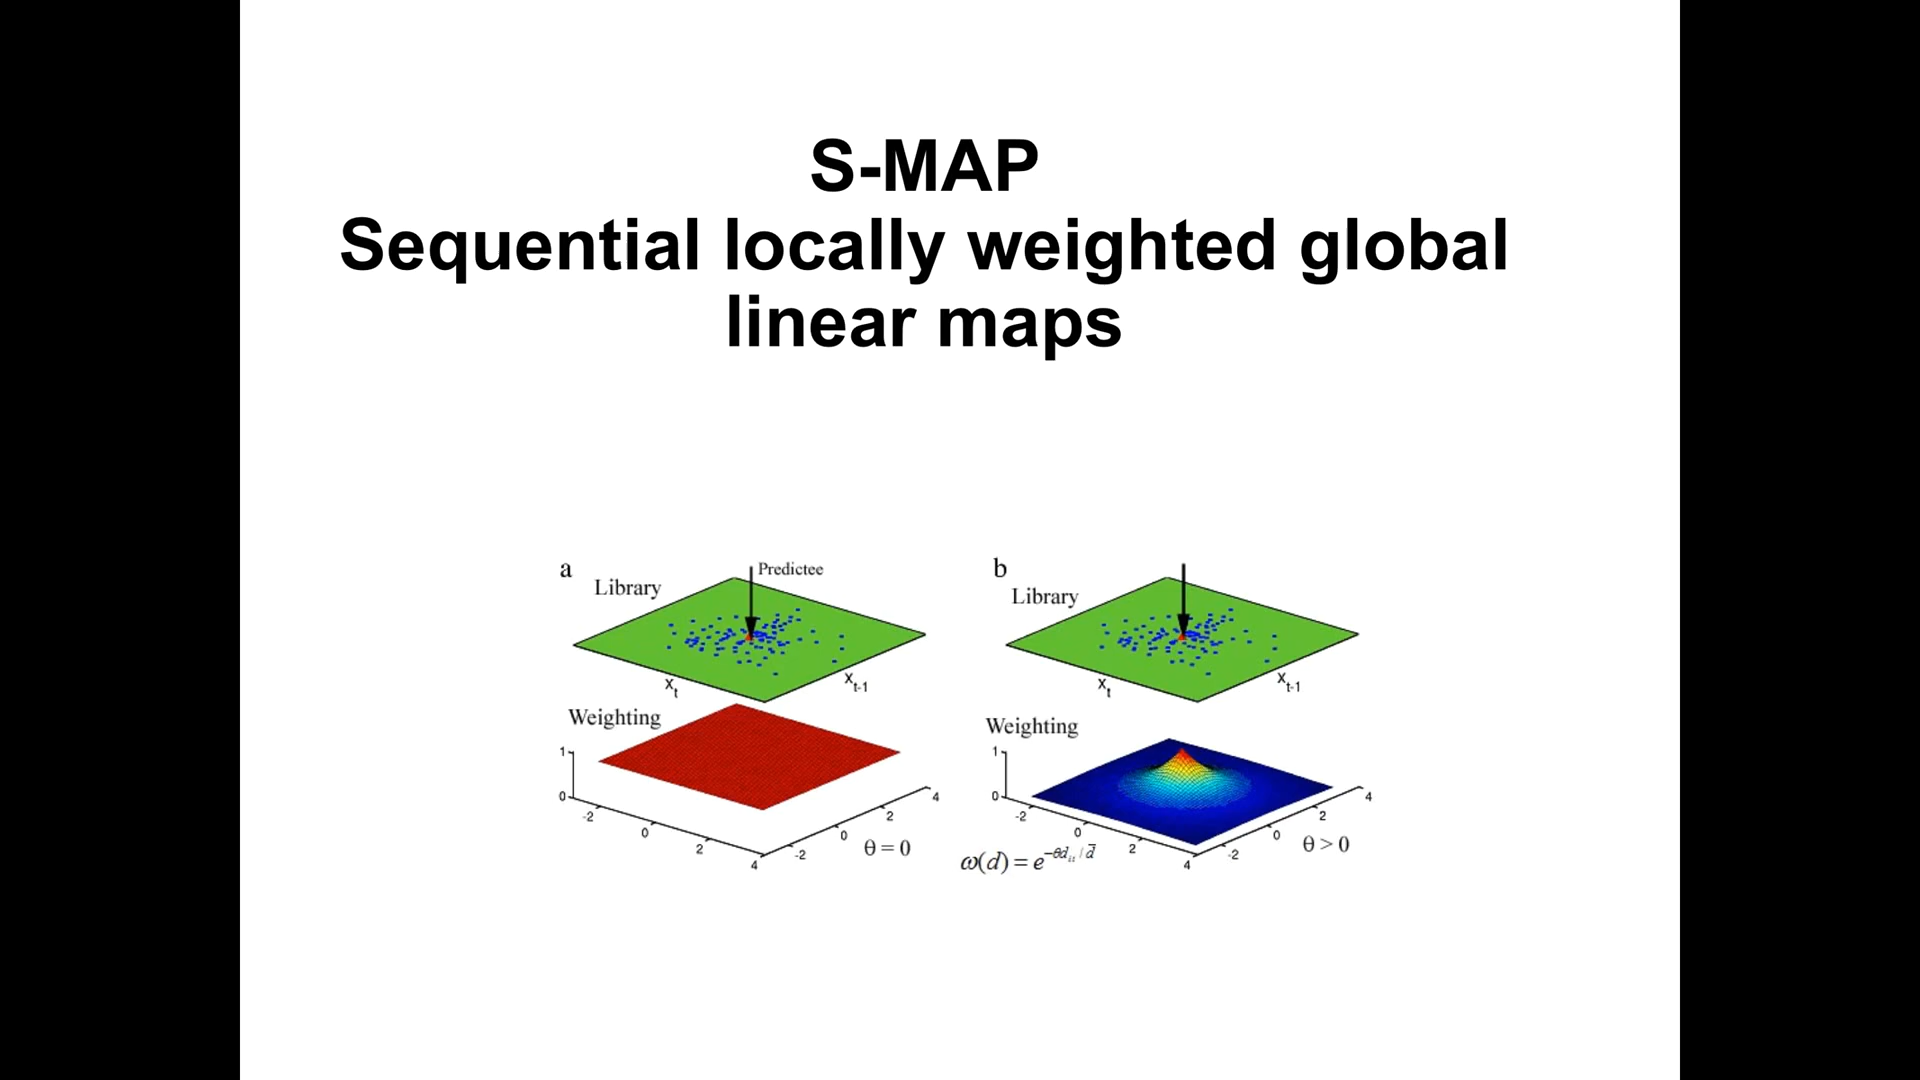 S-MAP
Sequential locally weighted global
linear maps
a
Predictee
Library
x_t
x_t-1
Weighting
1
0
-2
0
2
4
-2
0
2
4
θ = 0
b
Library
x_t
x_t-1
Weighting
1
0
-2
0
2
4
-2
0
2
4
θ > 0
ω(d) = e^{-θd_{it} / d̄}